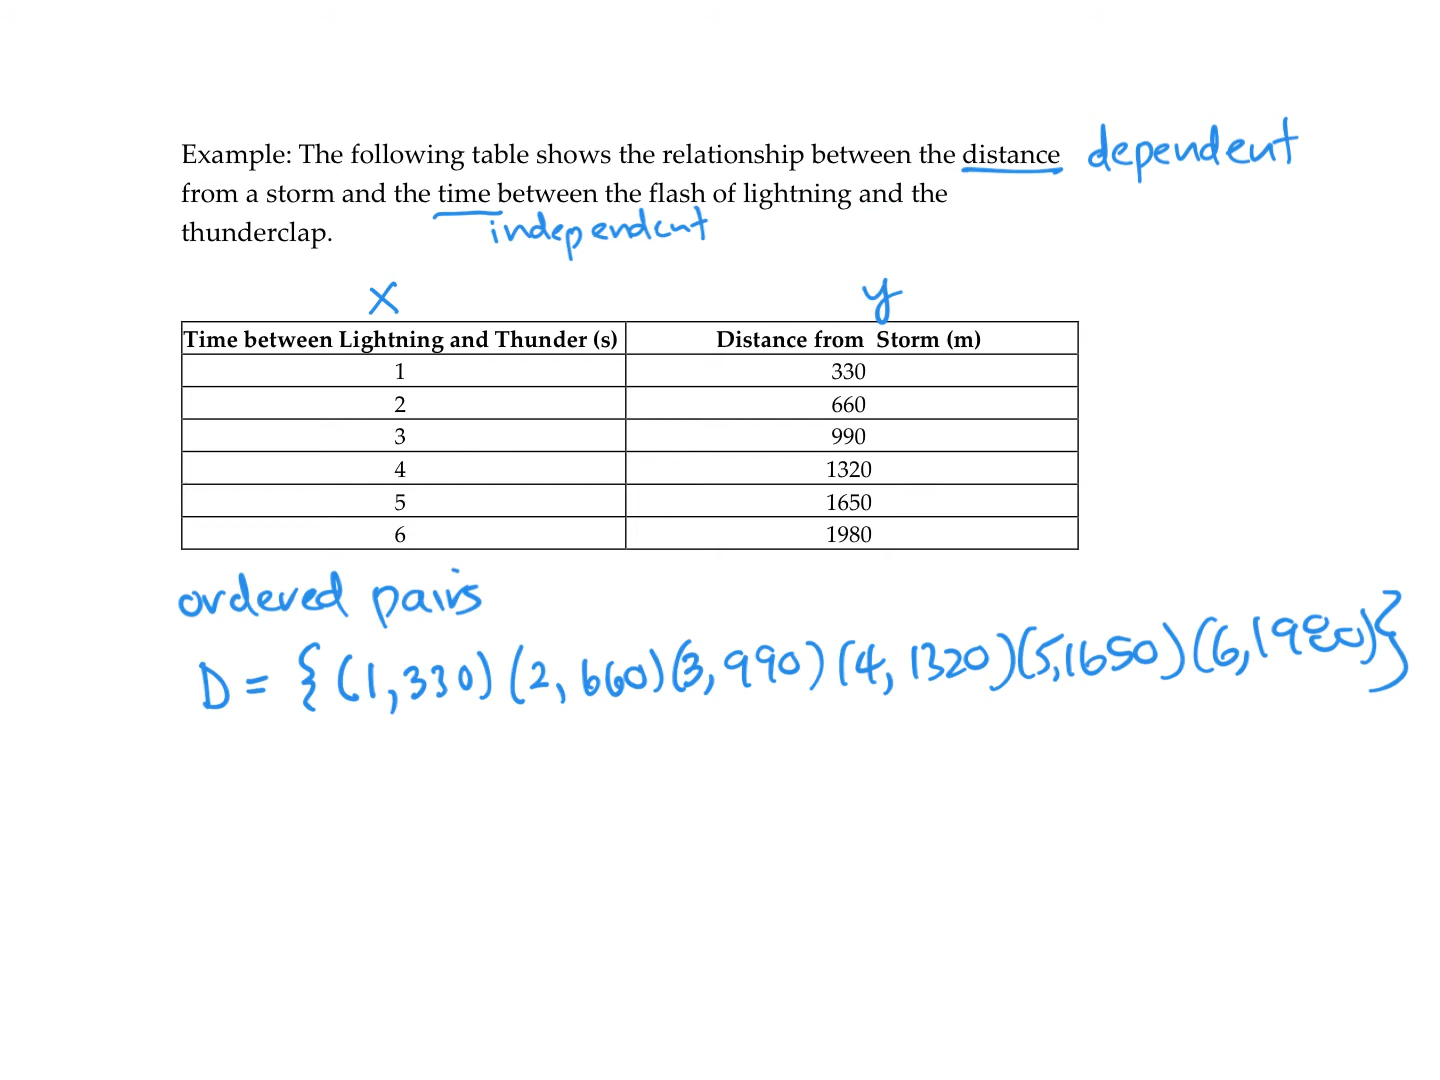 Example: The following table shows the relationship between the distance dependent
from a storm and the time between the flash of lightning and the
thunderclap. independent
x y
Time between Lightning and Thunder (s) Distance from Storm (m)
1 330
2 660
3 990
4 1320
5 1650
6 1980
ordered pairs
D = {(1,330) (2, 660) (3, 990) (4, 1320) (5,1650) (6,1980)}